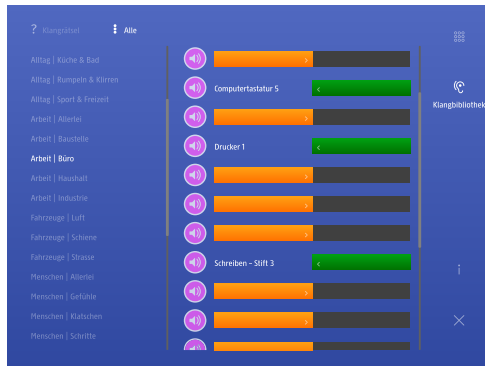 ? Klangrätsel
Alle
Alltag | Küche & Bad
Alltag | Rumpeln & Klirren
Alltag | Sport & Freizeit
Arbeit | Allerlei
Arbeit | Baustelle
Arbeit | Büro
Arbeit | Haushalt
Arbeit | Industrie
Fahrzeuge | Luft
Fahrzeuge | Schiene
Fahrzeuge | Strasse
Menschen | Allerlei
Menschen | Gefühle
Menschen | Klatschen
Menschen | Schritte
Computertastatur 5
Drucker 1
Schreiben – Stift 3
Klangbibliothek
i